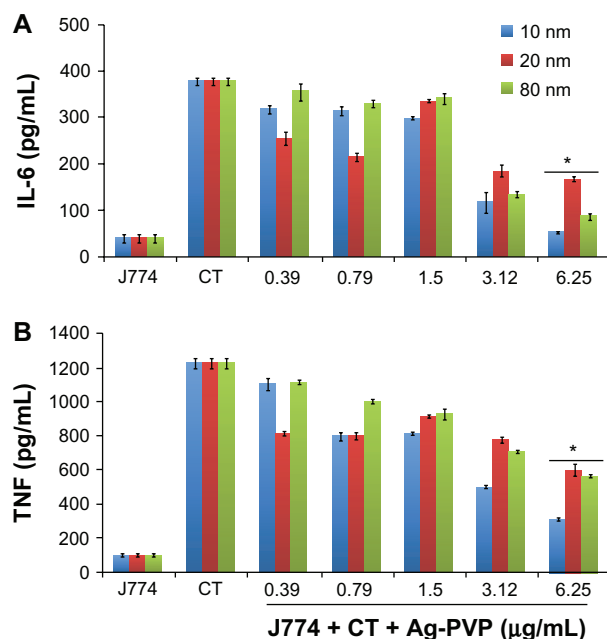 A
10 nm
20 nm
80 nm
IL-6 (pg/mL)
500
400
300
200
100
0
*
J774 CT 0.39 0.79 1.5 3.12 6.25
B
TNF (pg/mL)
1400
1200
1000
800
600
400
200
0
*
J774 CT 0.39 0.79 1.5 3.12 6.25
J774 + CT + Ag-PVP (μg/mL)